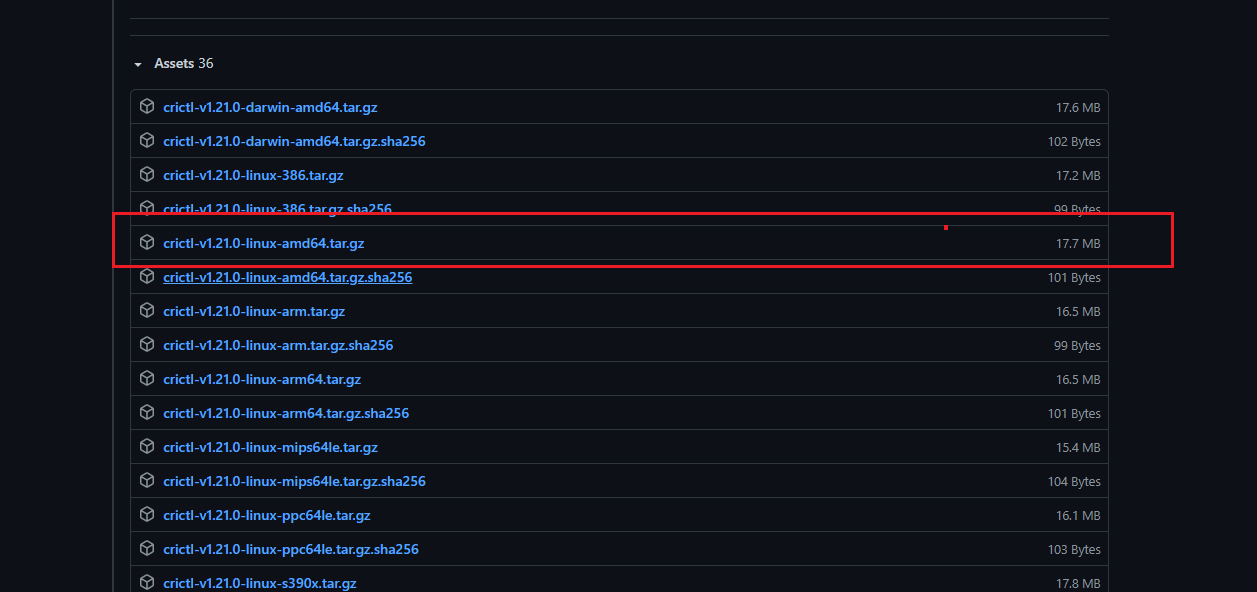 Assets 36
crictl-v1.21.0-darwin-amd64.tar.gz 17.6 MB
crictl-v1.21.0-darwin-amd64.tar.gz.sha256 102 Bytes
crictl-v1.21.0-linux-386.tar.gz 17.2 MB
crictl-v1.21.0-linux-386.tar.gz.sha256 99 Bytes
crictl-v1.21.0-linux-amd64.tar.gz 17.7 MB
crictl-v1.21.0-linux-amd64.tar.gz.sha256 101 Bytes
crictl-v1.21.0-linux-arm.tar.gz 16.5 MB
crictl-v1.21.0-linux-arm.tar.gz.sha256 99 Bytes
crictl-v1.21.0-linux-arm64.tar.gz 16.5 MB
crictl-v1.21.0-linux-arm64.tar.gz.sha256 101 Bytes
crictl-v1.21.0-linux-mips64le.tar.gz 15.4 MB
crictl-v1.21.0-linux-mips64le.tar.gz.sha256 104 Bytes
crictl-v1.21.0-linux-ppc64le.tar.gz 16.1 MB
crictl-v1.21.0-linux-ppc64le.tar.gz.sha256 103 Bytes
crictl-v1.21.0-linux-s390x.tar.gz 17.8 MB